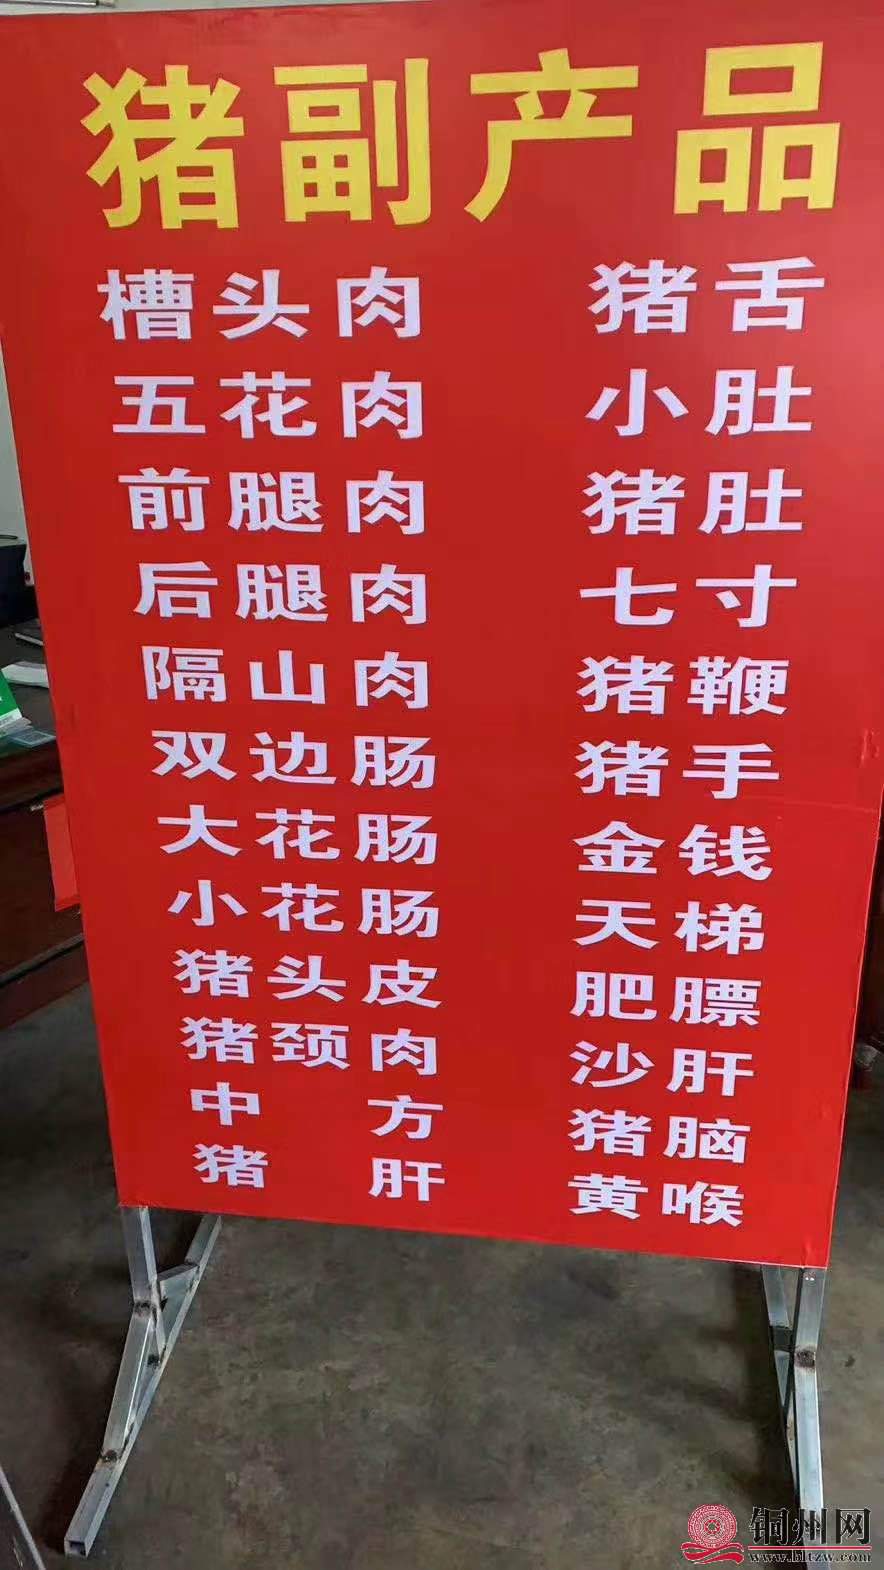 猪副产品
槽头肉 猪舌
五花肉 小肚
前腿肉 猪肚
后腿肉 七寸
隔山肉 猪鞭
双边肠 猪手
大花肠 金钱
小花肠 天梯
猪头皮 肥膘
猪颈肉 沙肝
中方 猪脑
猪肝 黄喉
铜州网
www.bltzw.com